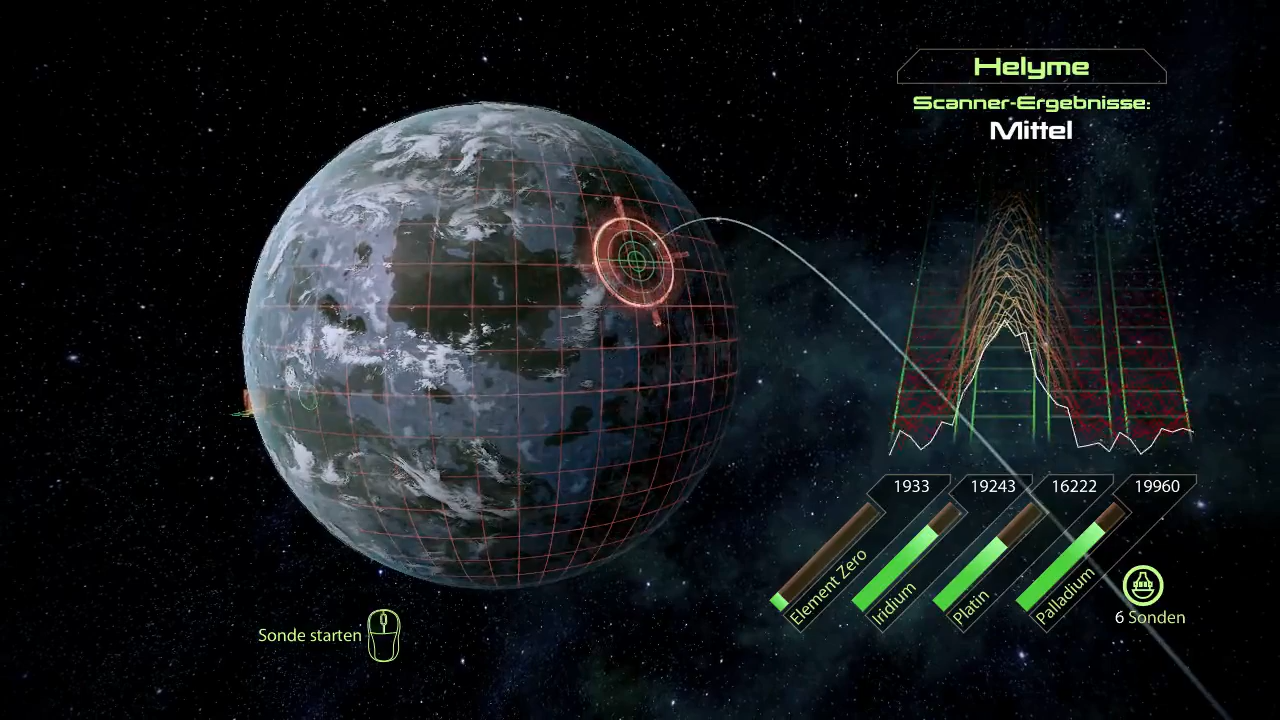 Helyme
Scanner-Ergebnisse:
Mittel
1933
19243
16222
19960
Element Zero
Iridium
Platin
Palladium
6 Sonden
Sonde starten